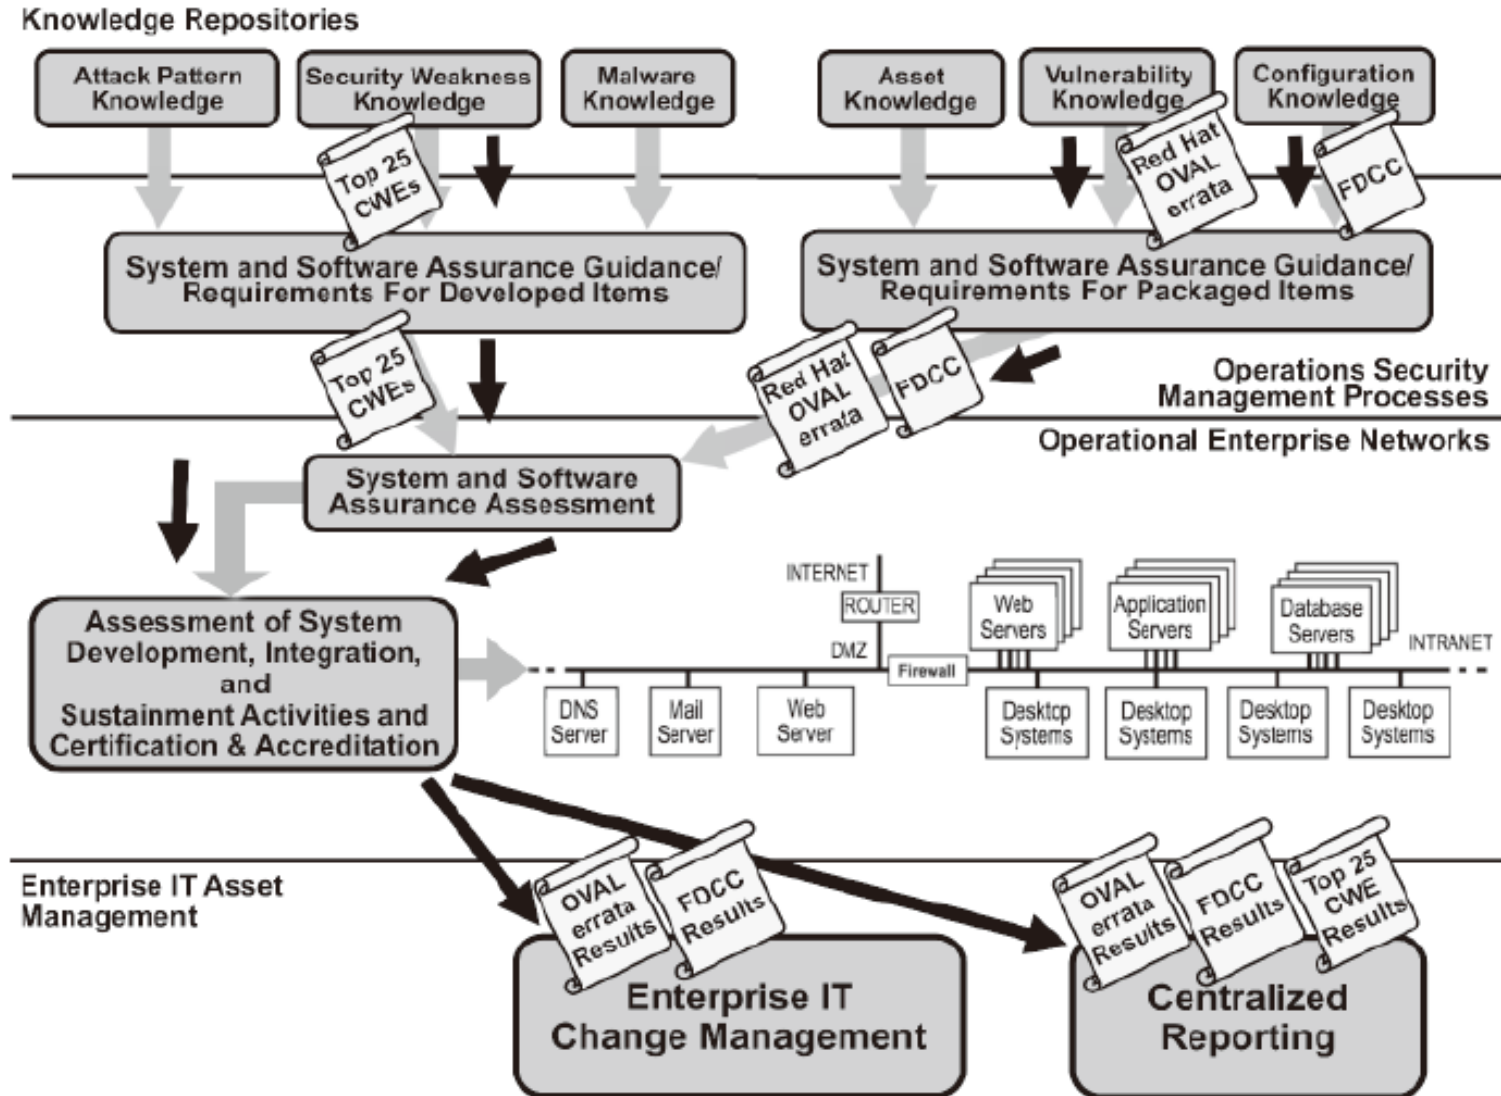 Knowledge Repositories
Attack Pattern
Knowledge
Security Weakness
Knowledge
Malware
Knowledge
Asset
Knowledge
Vulnerability
Knowledge
Configuration
Knowledge
Top 25
CWEs
Red Hat
OVAL
errata
FDCC
System and Software Assurance Guidance/
Requirements For Developed Items
System and Software Assurance Guidance/
Requirements For Packaged Items
Top 25
CWEs
Red Hat
OVAL
errata
FDCC
Operations Security
Management Processes
Operational Enterprise Networks
System and Software
Assurance Assessment
Assessment of System
Development, Integration,
and
Sustainment Activities and
Certification & Accreditation
INTERNET
ROUTER
DMZ
Firewall
Web
Servers
Application
Servers
Database
Servers
INTRANET
DNS
Server
Mail
Server
Web
Server
Desktop
Systems
Desktop
Systems
Desktop
Systems
Desktop
Systems
Enterprise IT Asset
Management
OVAL
errata
Results
FDCC
Results
OVAL
errata
Results
FDCC
Results
Top 25
CWE
Results
Enterprise IT
Change Management
Centralized
Reporting